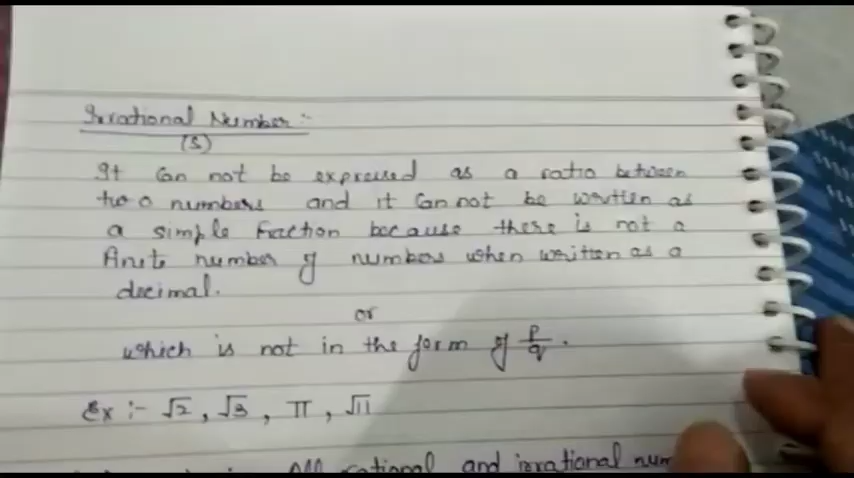 Irrational Number :-
(S)
It can not be expressed as a ratio between
two numbers and it can not be written as
a simple fraction because there is not a
finite number of numbers when written as a
decimal.
or
which is not in the form of p/q .
Ex :- √2 , √3 , π , √11
All rational and irrational num